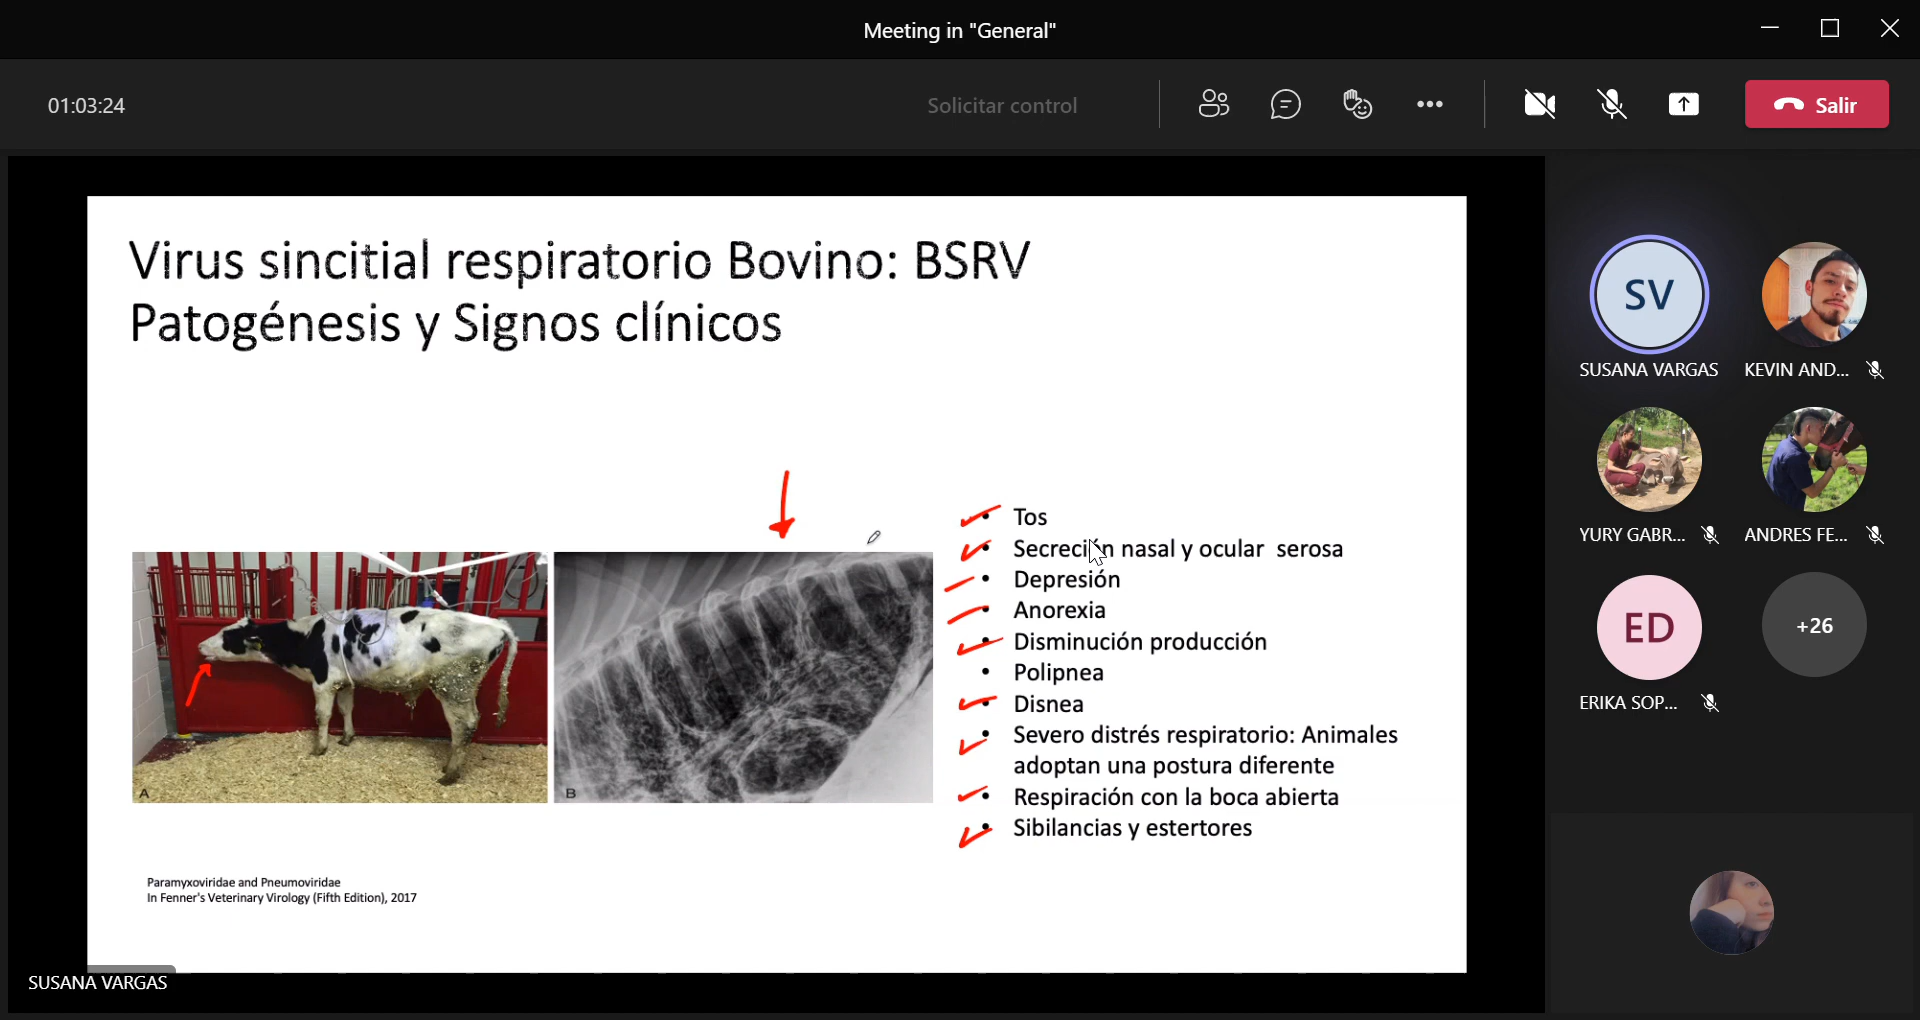 Meeting in "General"
01:03:24
Solicitar control
Salir
Virus sincitial respiratorio Bovino: BSRV
Patogénesis y Signos clínicos
• Tos
• Secreción nasal y ocular serosa
• Depresión
• Anorexia
• Disminución producción
• Polipnea
• Disnea
• Severo distrés respiratorio: Animales
adoptan una postura diferente
• Respiración con la boca abierta
• Sibilancias y estertores
A
B
Paramyxoviridae and Pneumoviridae
In Fenner's Veterinary Virology (Fifth Edition), 2017
SUSANA VARGAS
SV
SUSANA VARGAS
KEVIN AND...
YURY GABR...
ANDRES FE...
ED
+26
ERIKA SOP...